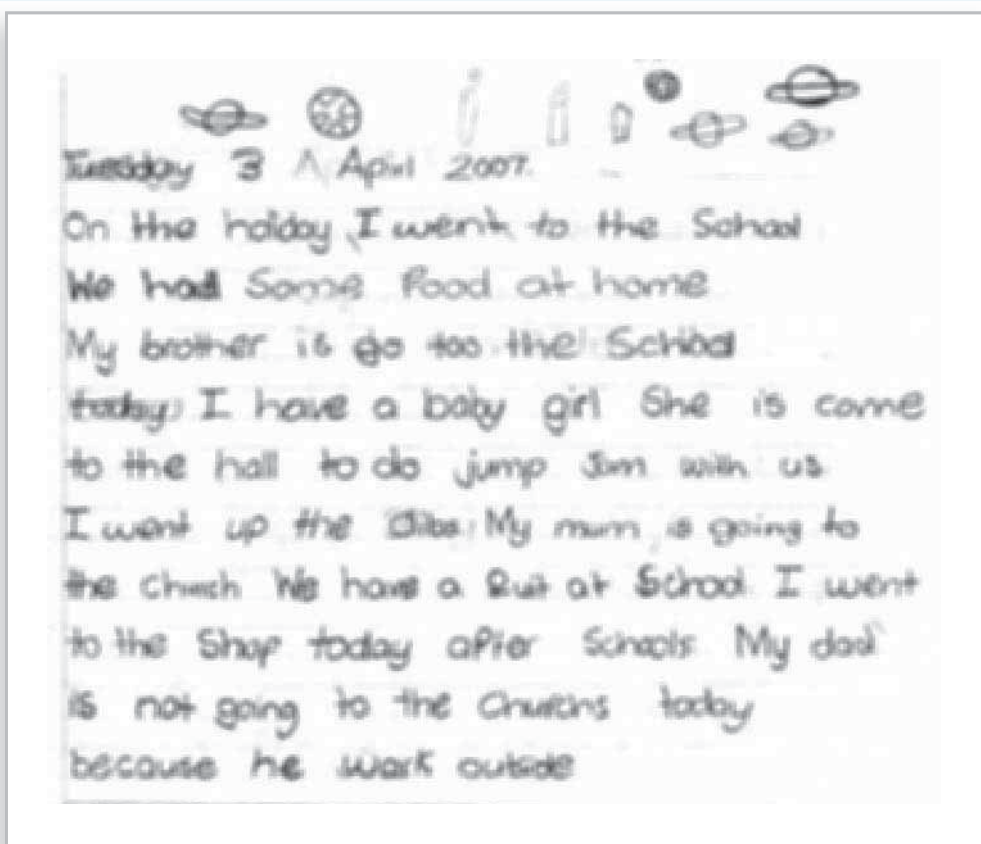 Tuesday 3 April 2007.
On the holiday I went to the School
We had Some food at home
My brother is go too the School
today I have a baby girl She is come
to the hall to do jump Jam with us
I went up the My mum is going to
the church We have a at School I went
to the Shop today after Schools My dad
is not going to the today
because he work outside